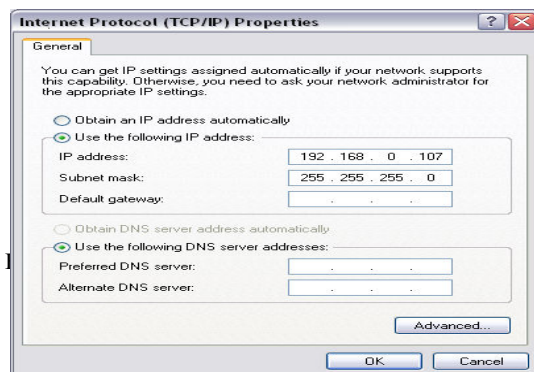 Internet Protocol (TCP/IP) Properties
General
You can get IP settings assigned automatically if your network supports
this capability. Otherwise, you need to ask your network administrator for
the appropriate IP settings.
Obtain an IP address automatically
Use the following IP address:
IP address: 192 . 168 . 0 . 107
Subnet mask: 255 . 255 . 255 . 0
Default gateway: . . .
Obtain DNS server address automatically
Use the following DNS server addresses:
Preferred DNS server: . . .
Alternate DNS server: . . .
Advanced...
OK Cancel